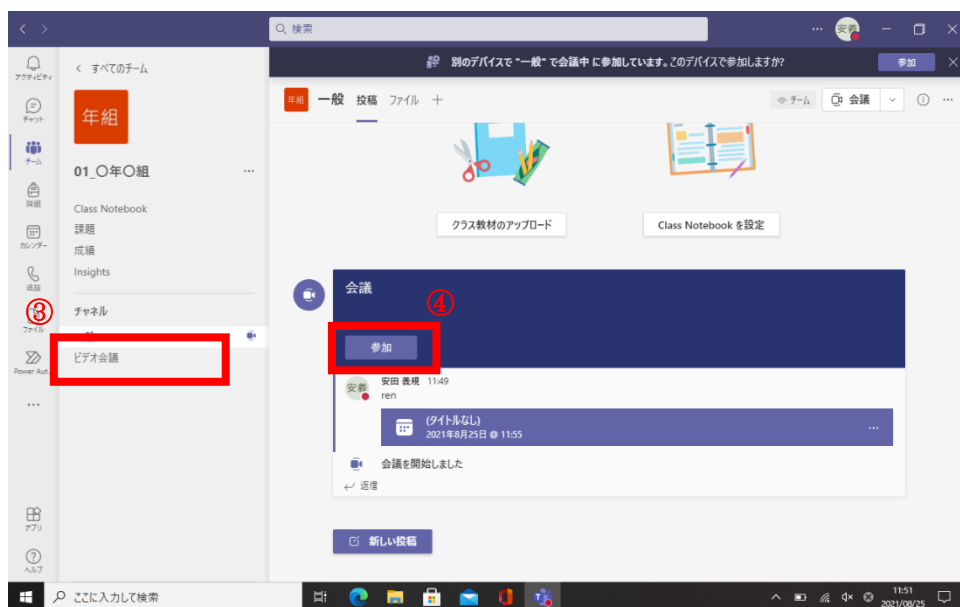 検索
安義
別のデバイスで "一般" で会議中 に参加しています。このデバイスで参加しますか?
参加
アクティビティ
チャット
チーム
課題
カレンダー
通話
ファイル
Power Aut...
アプリ
ヘルプ
すべてのチーム
年組
01_〇年〇組
Class Notebook
課題
成績
Insights
チャネル
③
ビデオ会議
年組 一般 投稿 ファイル
チーム
会議
クラス教材のアップロード
Class Notebook を設定
会議
④
参加
安義
安田 義規 11:49
ren
(タイトルなし)
2021年8月25日 @ 11:55
会議を開始しました
返信
新しい投稿
ここに入力して検索
11:51
2021/08/25